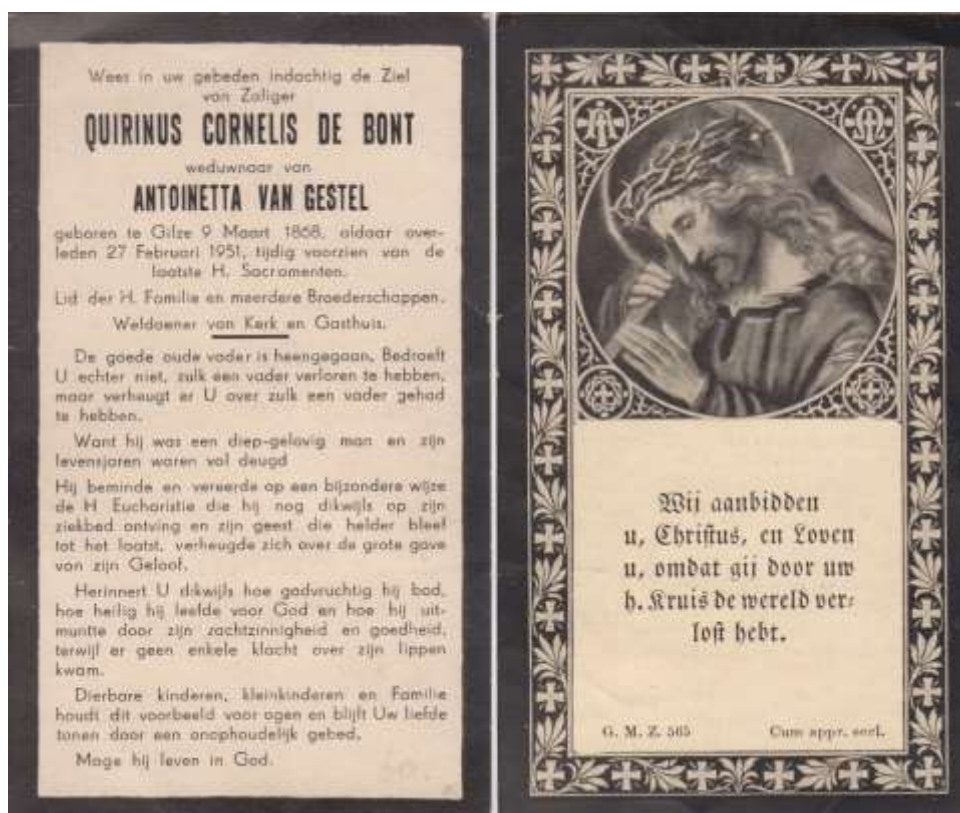 Wees in uw gebeden indachtig de Ziel
van Zaliger
QUIRINUS CORNELIS DE BONT
weduwnaar van
ANTOINETTA VAN GESTEL
geboren te Gilze 9 Maart 1868, aldaar over-
leden 27 Februari 1951, tijdig voorzien van de
laatste H. Sacramenten.
Lid der H. Familie en meerdere Broederschappen.
Weldoener van Kerk en Gasthuis.
De goede oude vader is heengegaan. Bedroeft
U echter niet, zulk een vader verloren te hebben,
maar verheugt er U over zulk een vader gehad
te hebben.
Want hij was een diep-gelovig man en zijn
levensjaren waren vol deugd
Hij beminde en vereerde op een bijzondere wijze
de H Eucharistie die hij nog dikwijls op zijn
ziekbed ontving en zijn geest die helder bleef
tot het laatst, verheugde zich over de grote gave
van zijn Geloof.
Herinnert U dikwijls hoe godvruchtig hij bad,
hoe heilig hij leefde voor God en hoe hij uit-
muntte door zijn zachtzinnigheid en goedheid,
terwijl er geen enkele klacht over zijn lippen
kwam.
Dierbare kinderen, kleinkinderen en Familie
houdt dit voorbeeld voor ogen en blijft Uw liefde
tonen door een onophoudelijk gebed.
Moge hij leven in God.
Wij aanbidden
u, Christus, en Loven
u, omdat gij door uw
h. Kruis de wereld ver-
lost hebt.
G. M. Z. 565 Cum appr. eccl.